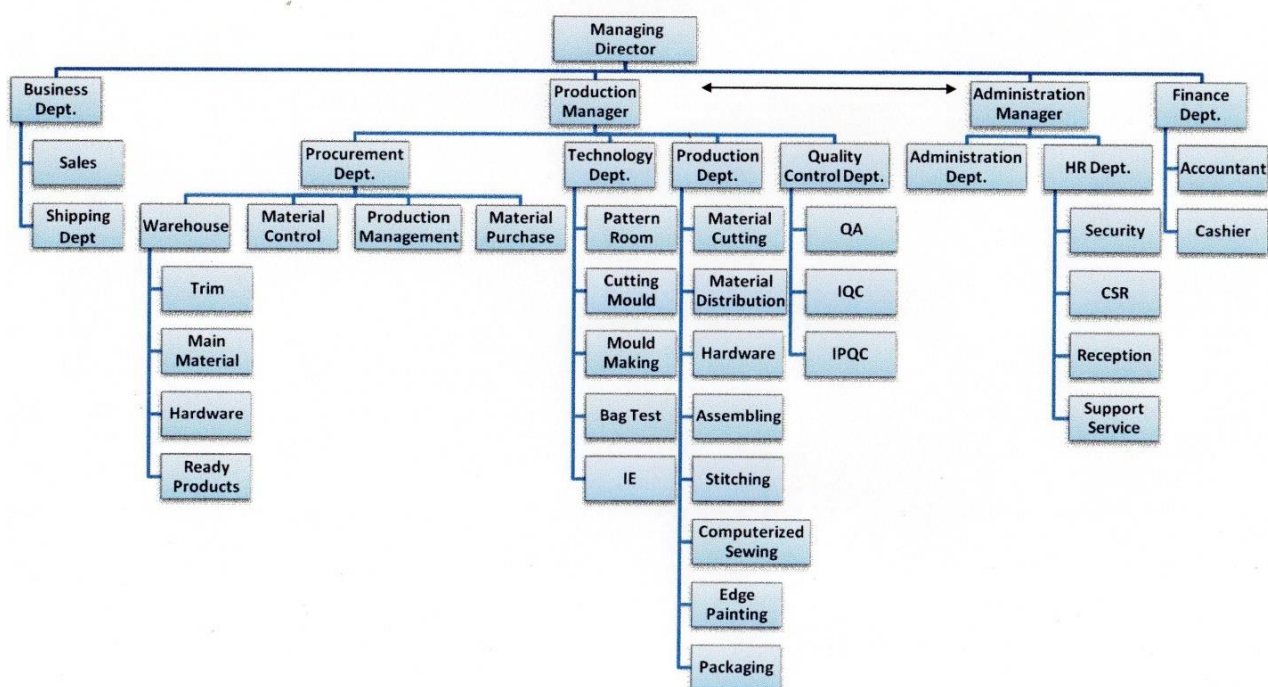 Managing
Director
Business
Dept.
Production
Manager
Administration
Manager
Finance
Dept.
Sales
Procurement
Dept.
Technology
Dept.
Production
Dept.
Quality
Control Dept.
Administration
Dept.
HR Dept.
Accountant
Shipping
Dept
Warehouse
Material
Control
Production
Management
Material
Purchase
Pattern
Room
Material
Cutting
QA
Security
Cashier
Trim
Cutting
Mould
Material
Distribution
IQC
CSR
Main
Material
Mould
Making
Hardware
IPQC
Reception
Hardware
Bag Test
Assembling
Support
Service
Ready
Products
IE
Stitching
Computerized
Sewing
Edge
Painting
Packaging